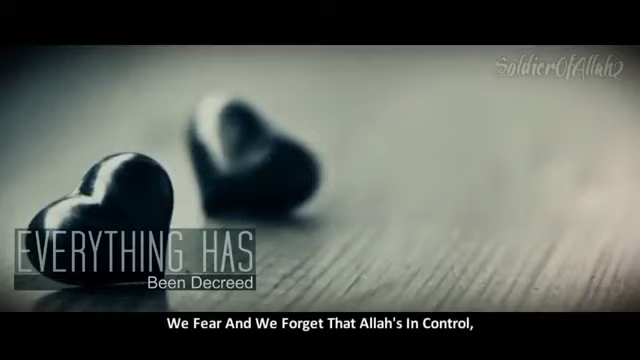 SoldierOfAllah2
EVERYTHING HAS
Been Decreed
We Fear And We Forget That Allah's In Control,